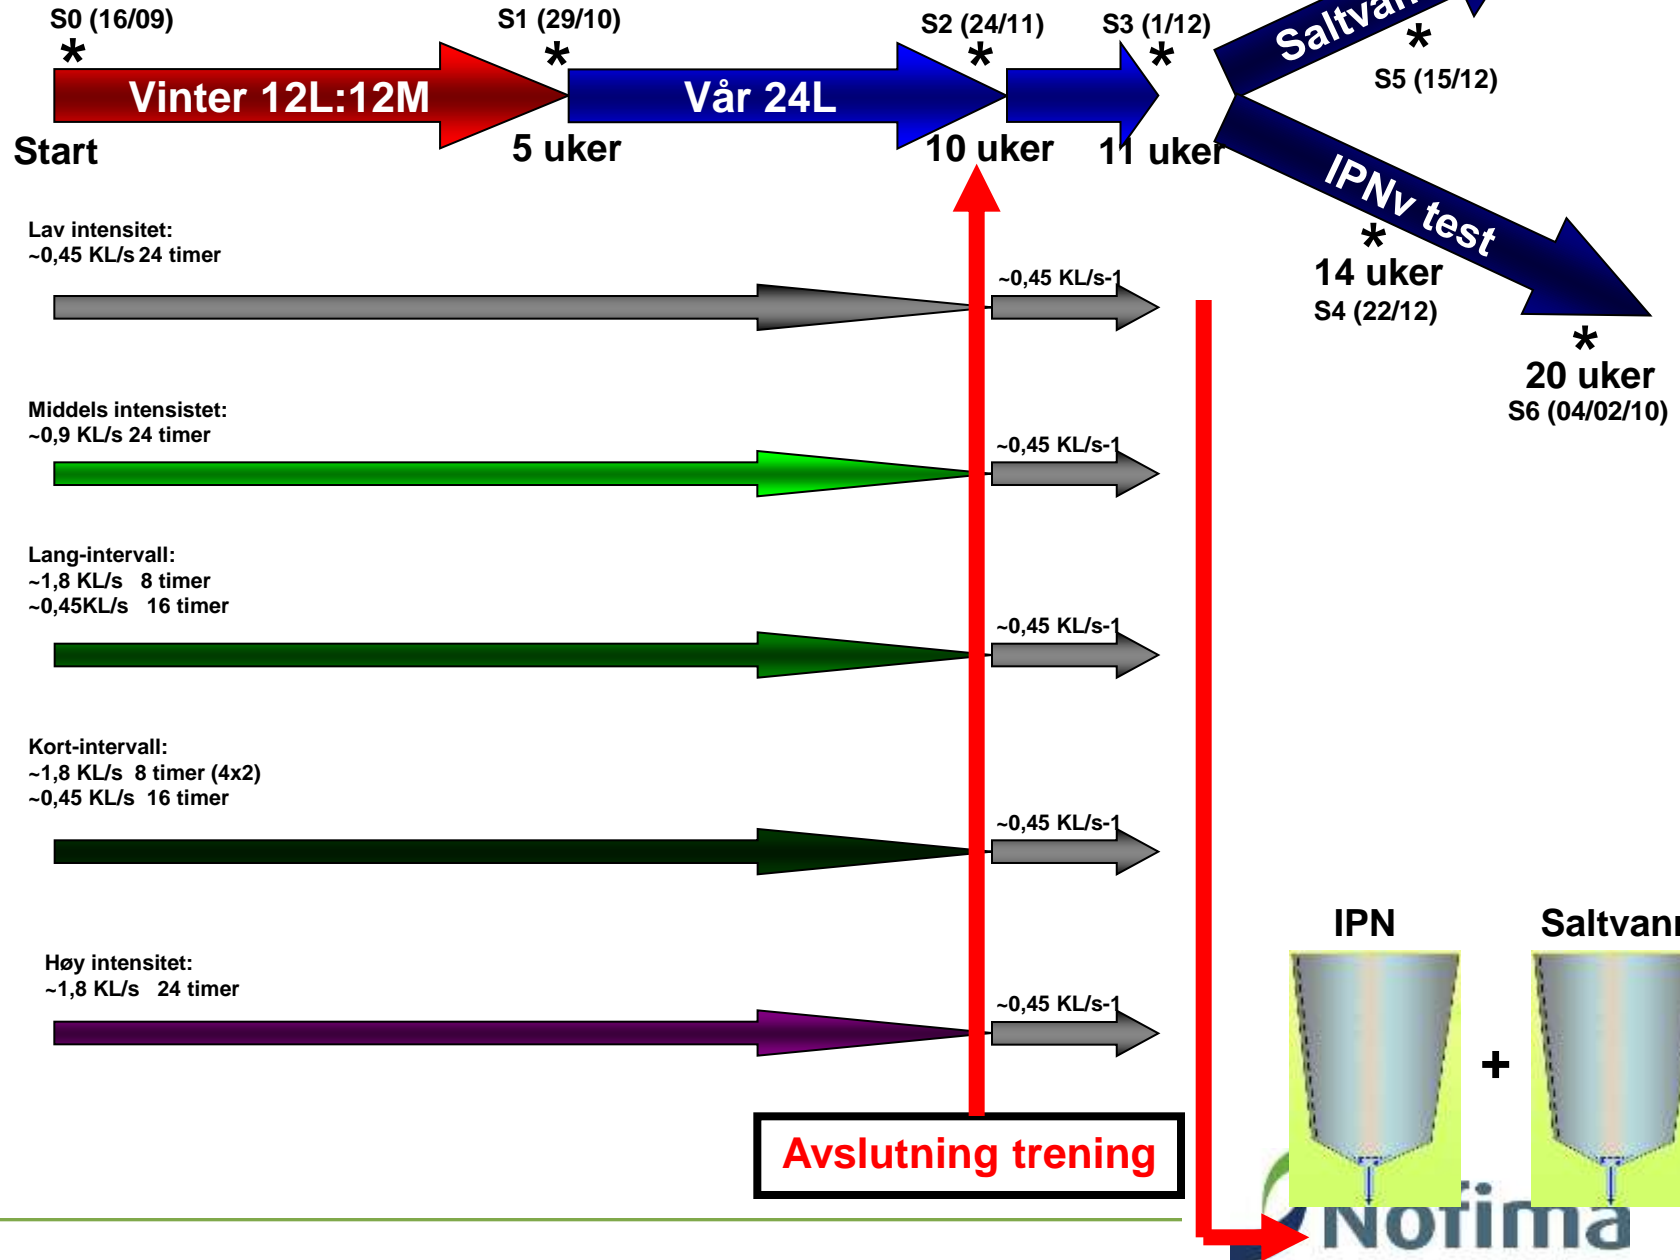 S0 (16/09)
S1 (29/10)
S2 (24/11)
S3 (1/12)
*
*
*
*
Vinter 12L:12M
Vår 24L
Start
5 uker
10 uker
11 uker
Saltvann
*
S5 (15/12)
IPNv test
*
14 uker
S4 (22/12)
*
20 uker
S6 (04/02/10)
Lav intensitet:
~0,45 KL/s 24 timer
~0,45 KL/s-1
Middels intensistet:
~0,9 KL/s 24 timer
~0,45 KL/s-1
Lang-intervall:
~1,8 KL/s 8 timer
~0,45KL/s 16 timer
~0,45 KL/s-1
Kort-intervall:
~1,8 KL/s 8 timer (4x2)
~0,45 KL/s 16 timer
~0,45 KL/s-1
Høy intensitet:
~1,8 KL/s 24 timer
~0,45 KL/s-1
Avslutning trening
IPN
Saltvann
+
Nofima